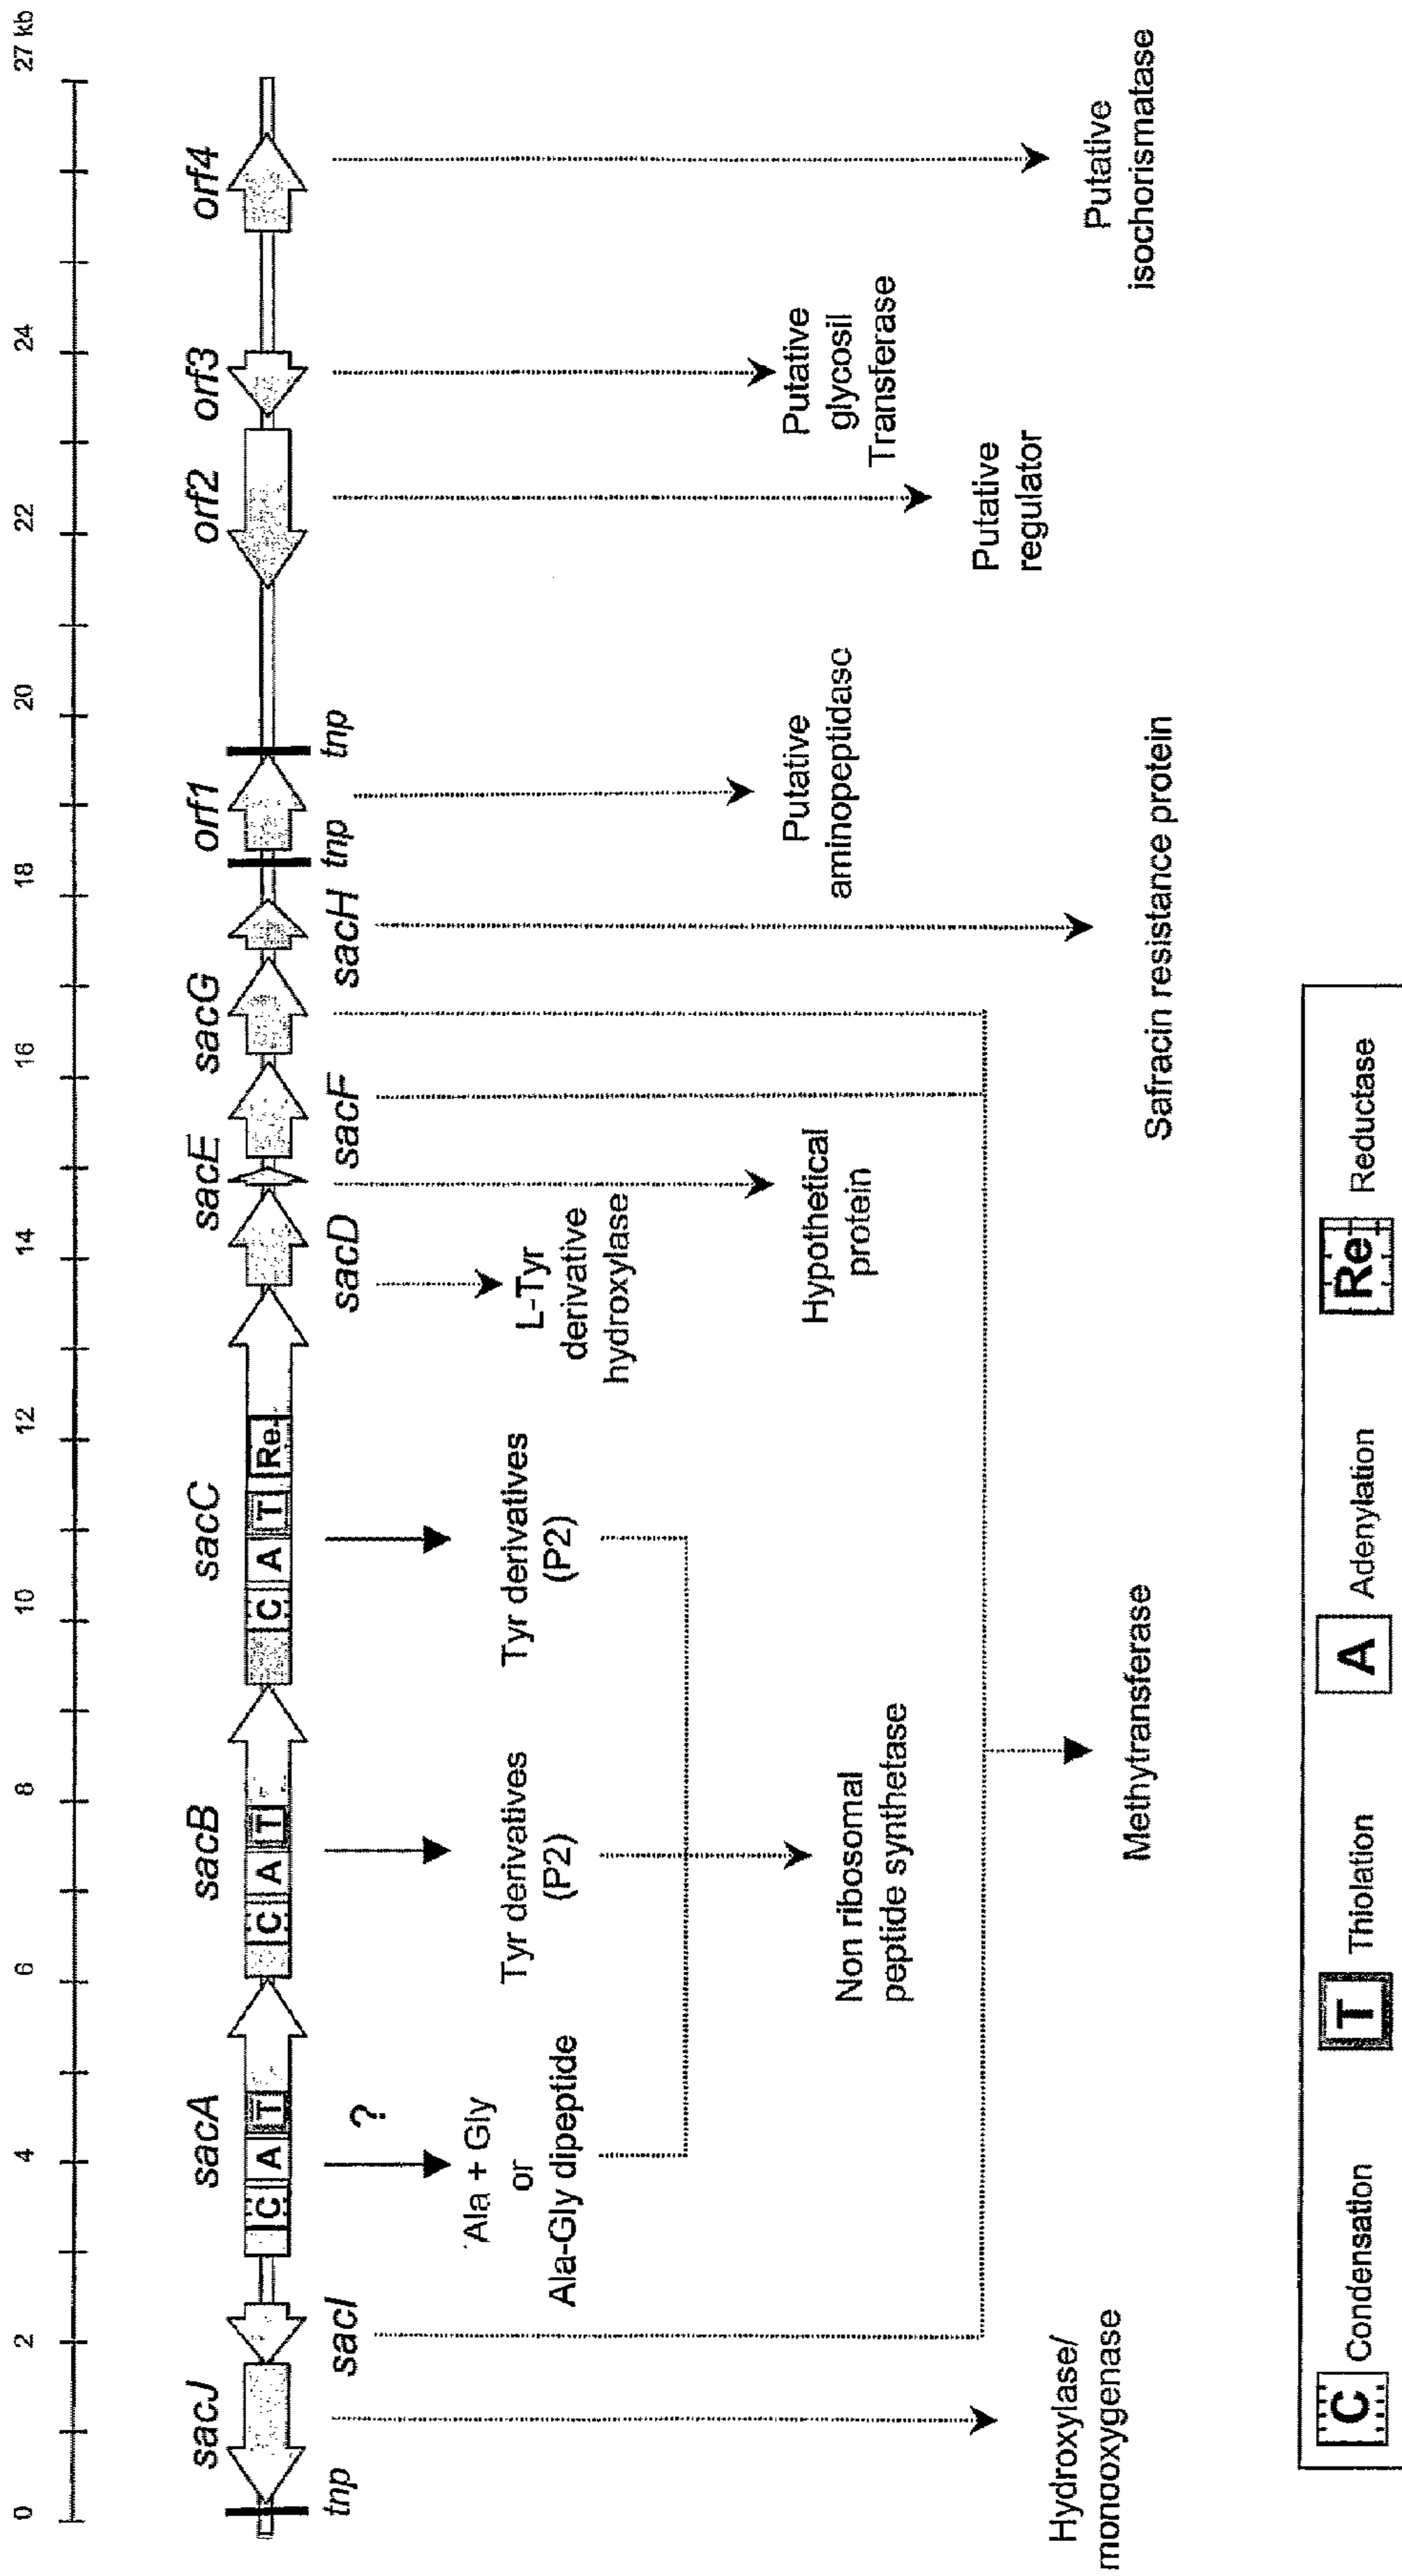 0 2 4 6 8 10 12 14 16 18 20 22 24 27 kb
sacJ sacA sacB sacC sacE sacG orf1 orf2 orf3 orf4
C A T C A T C A T Re
tnp sacI sacD sacF sacH tnp tnp
?
Ala + Gly
or
Ala-Gly dipeptide
Tyr derivatives
(P2)
Tyr derivatives
(P2)
L-Tyr
derivative
hydroxylase
Hypothetical
protein
Putative
aminopeptidasc
Putative
glycosil
Transferase
Putative
regulator
Non ribosomal
peptide synthetase
Hydroxylase/
monooxygenase
Methytransferase
Safracin resistance protein
Putative
isochorismatase
C Condensation T Thiolation A Adenylation Re Reductase